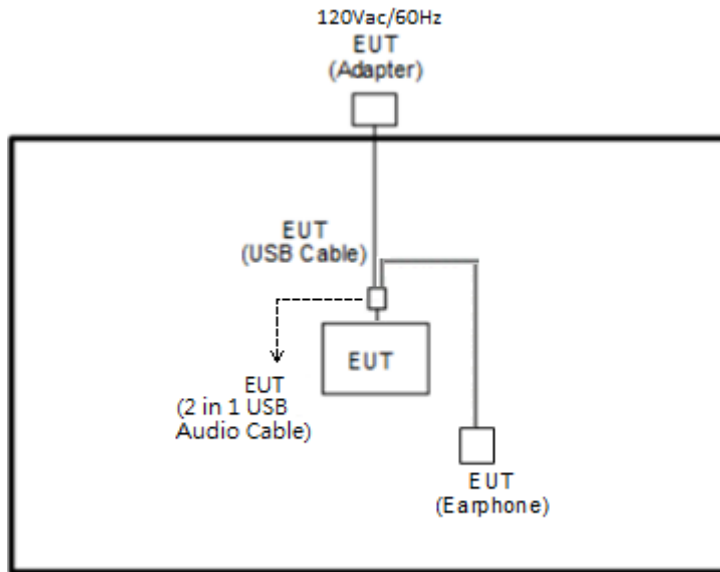 120Vac/60Hz
EUT
(Adapter)
EUT
(USB Cable)
EUT
EUT
(2 in 1 USB
Audio Cable)
EUT
(Earphone)